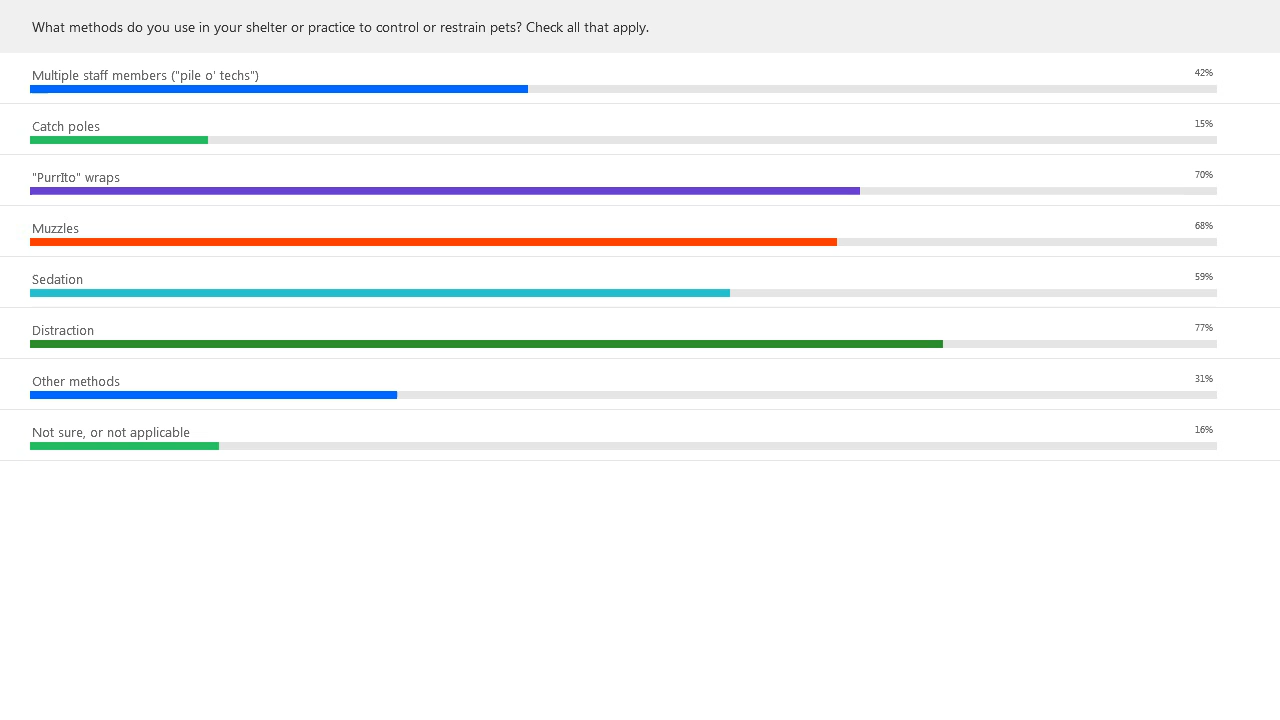 What methods do you use in your shelter or practice to control or restrain pets? Check all that apply.
Multiple staff members ("pile o' techs")
42%
Catch poles
15%
"PurrIto" wraps
70%
Muzzles
68%
Sedation
59%
Distraction
77%
Other methods
31%
Not sure, or not applicable
16%